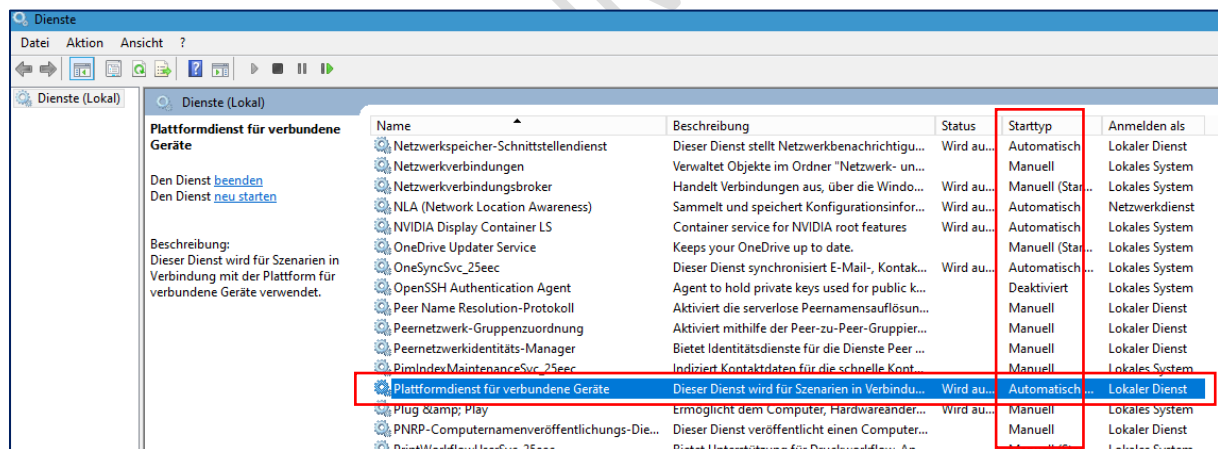 Dienste
Datei Aktion Ansicht ?
Dienste (Lokal)
Dienste (Lokal)
Plattformdienst für verbundene
Geräte
Den Dienst beenden
Den Dienst neu starten
Beschreibung:
Dieser Dienst wird für Szenarien in
Verbindung mit der Plattform für
verbundene Geräte verwendet.
Name Beschreibung Status Starttyp Anmelden als
Netzwerkspeicher-Schnittstellendienst Dieser Dienst stellt Netzwerkbenachrichtigu... Wird au... Automatisch Lokaler Dienst
Netzwerkverbindungen Verwaltet Objekte im Ordner "Netzwerk- un... Manuell Lokales System
Netzwerkverbindungsbroker Handelt Verbindungen aus, über die Windo... Wird au... Manuell (Star... Lokales System
NLA (Network Location Awareness) Sammelt und speichert Konfigurationsinfor... Wird au... Automatisch Netzwerkdienst
NVIDIA Display Container LS Container service for NVIDIA root features Wird au... Automatisch Lokales System
OneDrive Updater Service Keeps your OneDrive up to date. Manuell (Star... Lokales System
OneSyncSvc_25eec Dieser Dienst synchronisiert E-Mail-, Kontak... Wird au... Automatisch ... Lokales System
OpenSSH Authentication Agent Agent to hold private keys used for public k... Deaktiviert Lokales System
Peer Name Resolution-Protokoll Aktiviert die serverlose Peernamensauflösun... Manuell Lokaler Dienst
Peernetzwerk-Gruppenzuordnung Aktiviert mithilfe der Peer-zu-Peer-Gruppier... Manuell Lokaler Dienst
Peernetzwerkidentitäts-Manager Bietet Identitätsdienste für die Dienste Peer ... Manuell Lokaler Dienst
PimIndexMaintenanceSvc_25eec Indiziert Kontaktdaten für die schnelle Kont... Manuell Lokales System
Plattformdienst für verbundene Geräte Dieser Dienst wird für Szenarien in Verbindu... Wird au... Automatisch ... Lokaler Dienst
Plug &amp; Play Ermöglicht dem Computer, Hardwareänder... Wird au... Manuell Lokales System
PNRP-Computernamenveröffentlichungs-Die... Dieser Dienst veröffentlicht einen Computer... Manuell Lokaler Dienst
PrintWorkflowUserSvc_25eec Bietet Unterstützung für Druckworkflow-An... Manuell (St... Lokales System